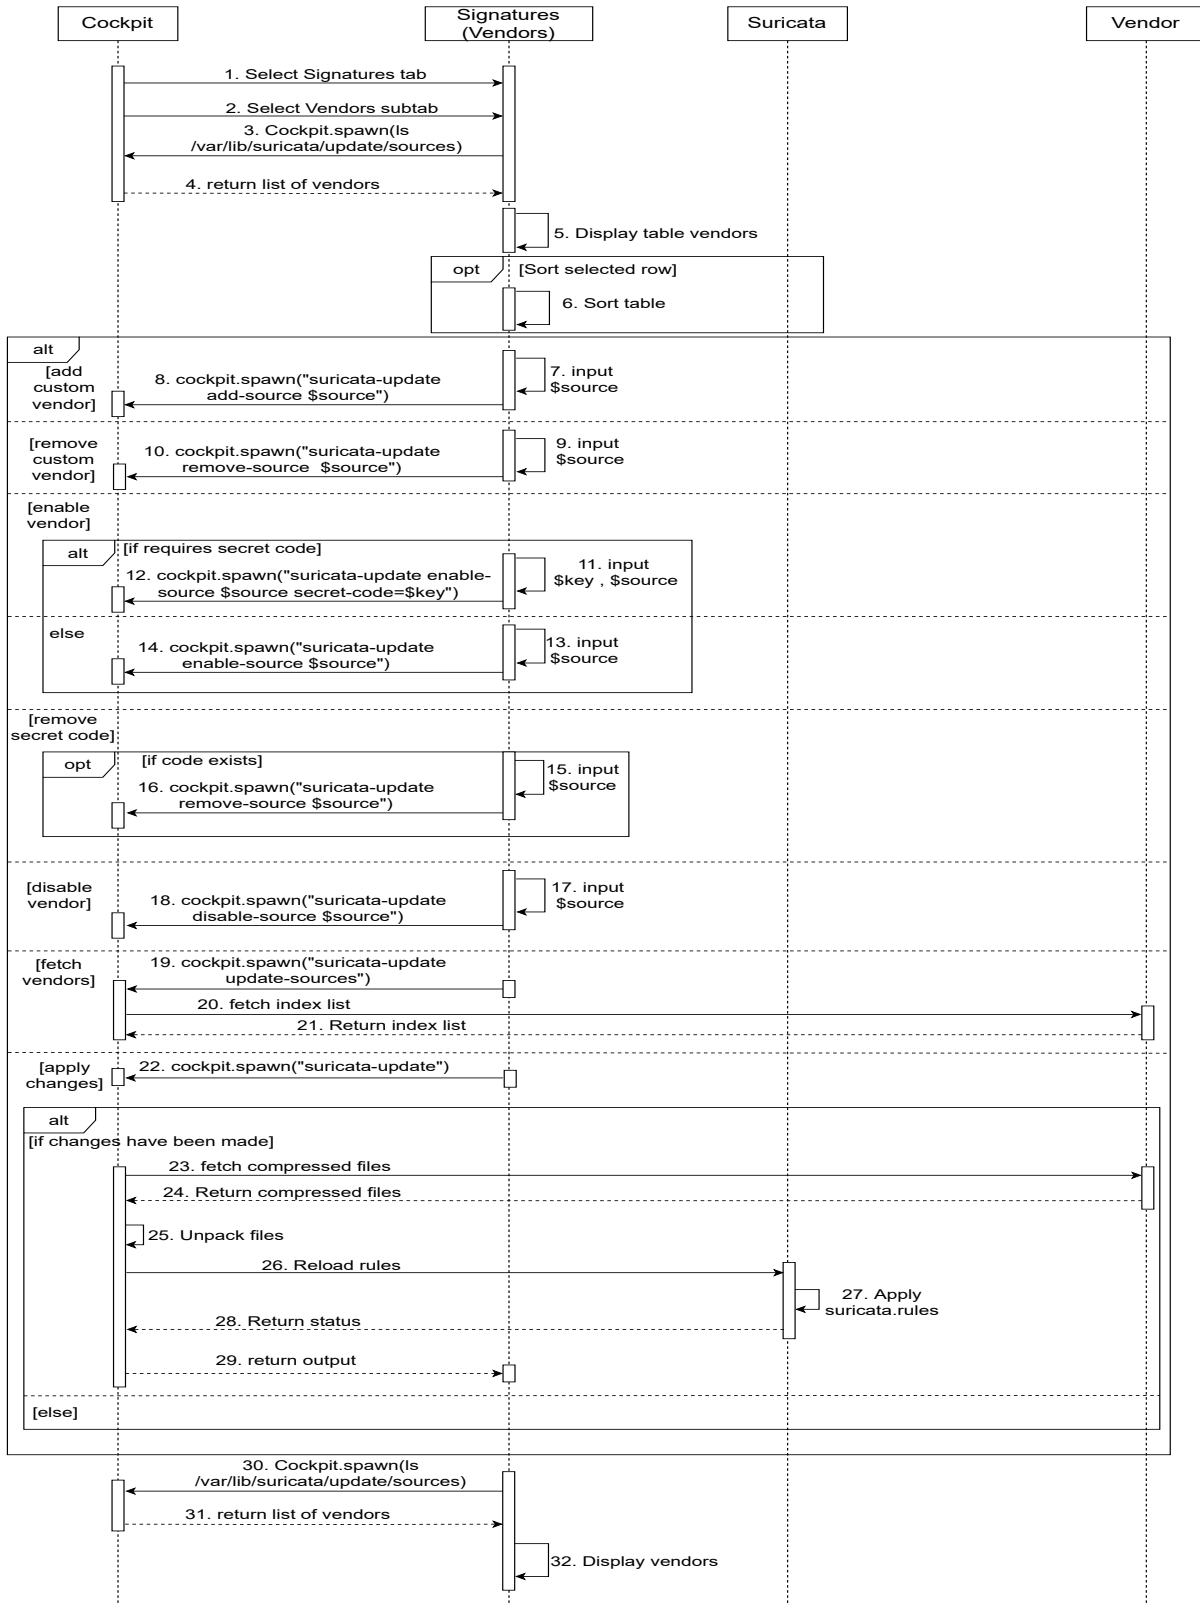 Cockpit
Signatures
(Vendors)
Suricata
Vendor
1. Select Signatures tab
2. Select Vendors subtab
3. Cockpit.spawn(ls
/var/lib/suricata/update/sources)
4. return list of vendors
5. Display table vendors
opt
[Sort selected row]
6. Sort table
alt
[add
custom
vendor]
7. input
$source
8. cockpit.spawn("suricata-update
add-source $source")
[remove
custom
vendor]
9. input
$source
10. cockpit.spawn("suricata-update
remove-source  $source")
[enable
vendor]
alt
[if requires secret code]
11. input
$key , $source
12. cockpit.spawn("suricata-update enable-
source $source secret-code=$key")
else
13. input
$source
14. cockpit.spawn("suricata-update
enable-source $source")
[remove
secret code]
opt
[if code exists]
15. input
$source
16. cockpit.spawn("suricata-update
remove-source $source")
[disable
vendor]
17. input
$source
18. cockpit.spawn("suricata-update
disable-source $source")
[fetch
vendors]
19. cockpit.spawn("suricata-update
update-sources")
20. fetch index list
21. Return index list
[apply
changes]
22. cockpit.spawn("suricata-update")
alt
[if changes have been made]
23. fetch compressed files
24. Return compressed files
25. Unpack files
26. Reload rules
27. Apply
suricata.rules
28. Return status
29. return output
[else]
30. Cockpit.spawn(ls
/var/lib/suricata/update/sources)
31. return list of vendors
32. Display vendors